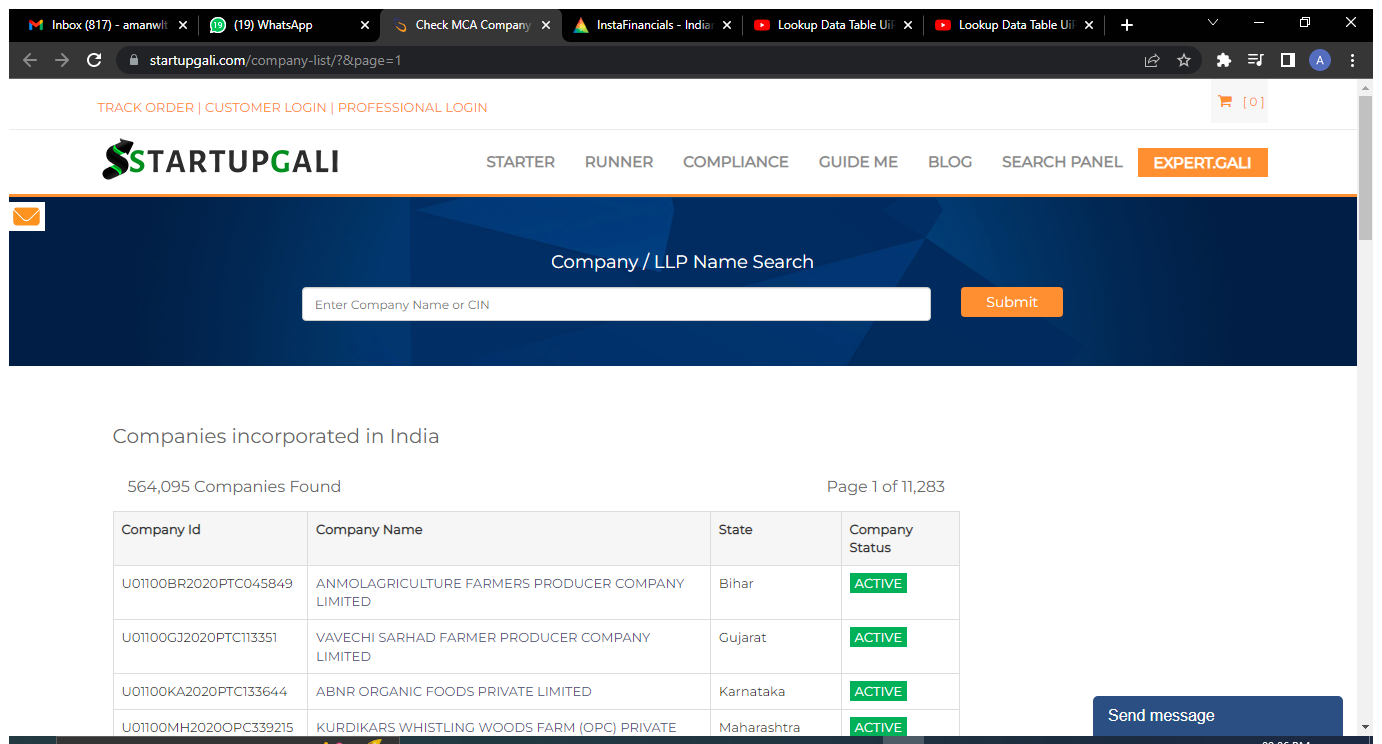 Inbox (817) - amanwlt
(19) WhatsApp
Check MCA Company
InstaFinancials - Indian
Lookup Data Table UiP
Lookup Data Table UiP
startupgali.com/company-list/?&page=1
A
TRACK ORDER | CUSTOMER LOGIN | PROFESSIONAL LOGIN
[ 0 ]
STARTUPGALI
STARTER
RUNNER
COMPLIANCE
GUIDE ME
BLOG
SEARCH PANEL
EXPERT.GALI
Company / LLP Name Search
Enter Company Name or CIN
Submit
Companies incorporated in India
564,095 Companies Found
Page 1 of 11,283
Company Id
Company Name
State
Company
Status
U01100BR2020PTC045849
ANMOLAGRICULTURE FARMERS PRODUCER COMPANY
LIMITED
Bihar
ACTIVE
U01100GJ2020PTC113351
VAVECHI SARHAD FARMER PRODUCER COMPANY
LIMITED
Gujarat
ACTIVE
U01100KA2020PTC133644
ABNR ORGANIC FOODS PRIVATE LIMITED
Karnataka
ACTIVE
U01100MH2020OPC339215
KURDIKARS WHISTLING WOODS FARM (OPC) PRIVATE
Maharashtra
ACTIVE
Send message